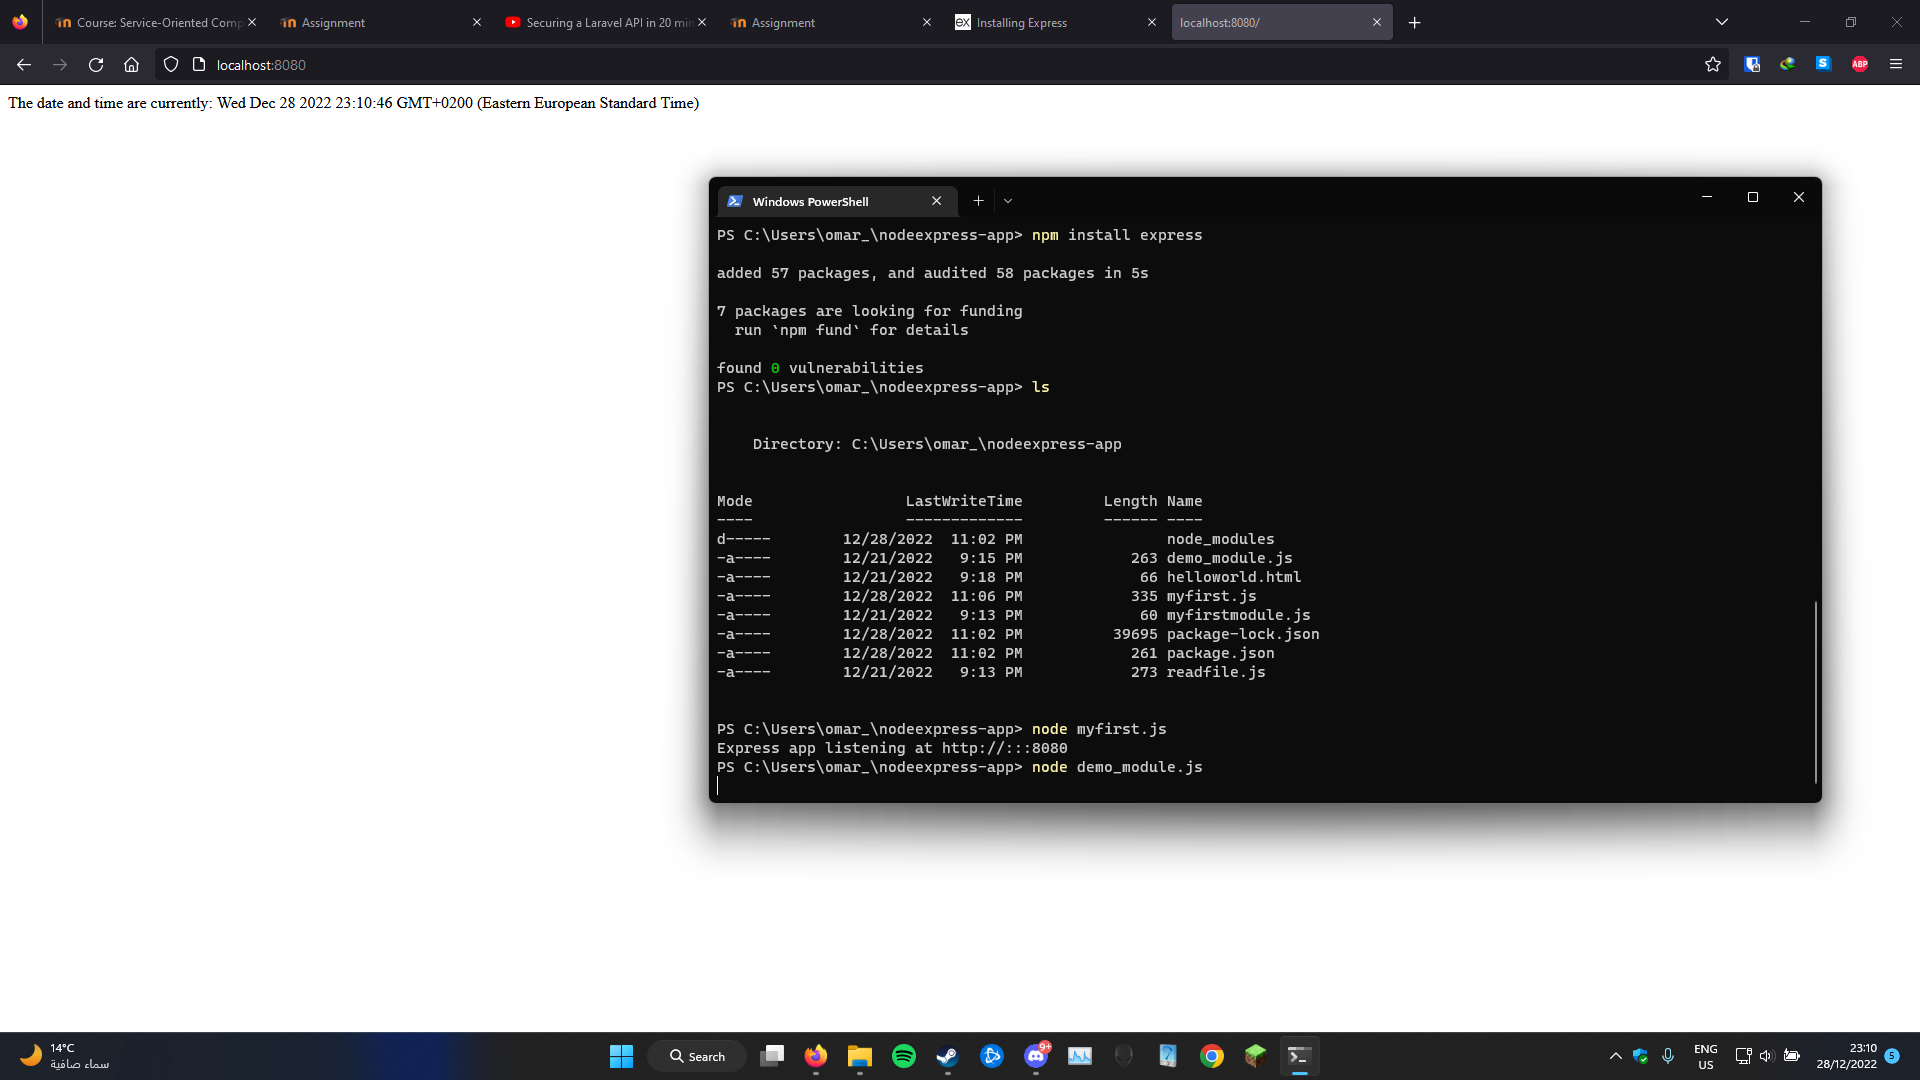 Course: Service-Oriented Comp
Assignment
Securing a Laravel API in 20 min
Assignment
EX Installing Express
localhost:8080/
localhost:8080
S
ABP
The date and time are currently: Wed Dec 28 2022 23:10:46 GMT+0200 (Eastern European Standard Time)
Windows PowerShell
PS C:\Users\omar_\nodeexpress-app> npm install express
added 57 packages, and audited 58 packages in 5s
7 packages are looking for funding
run `npm fund` for details
found 0 vulnerabilities
PS C:\Users\omar_\nodeexpress-app> ls
Directory: C:\Users\omar_\nodeexpress-app
Mode LastWriteTime Length Name
---- ------------- ------ ----
d----- 12/28/2022 11:02 PM node_modules
-a---- 12/21/2022 9:15 PM 263 demo_module.js
-a---- 12/21/2022 9:18 PM 66 helloworld.html
-a---- 12/28/2022 11:06 PM 335 myfirst.js
-a---- 12/21/2022 9:13 PM 60 myfirstmodule.js
-a---- 12/28/2022 11:02 PM 39695 package-lock.json
-a---- 12/28/2022 11:02 PM 261 package.json
-a---- 12/21/2022 9:13 PM 273 readfile.js
PS C:\Users\omar_\nodeexpress-app> node myfirst.js
Express app listening at http://:::8080
PS C:\Users\omar_\nodeexpress-app> node demo_module.js
14°C
سماء صافية
Search
9+
ENG
US
23:10
28/12/2022
5